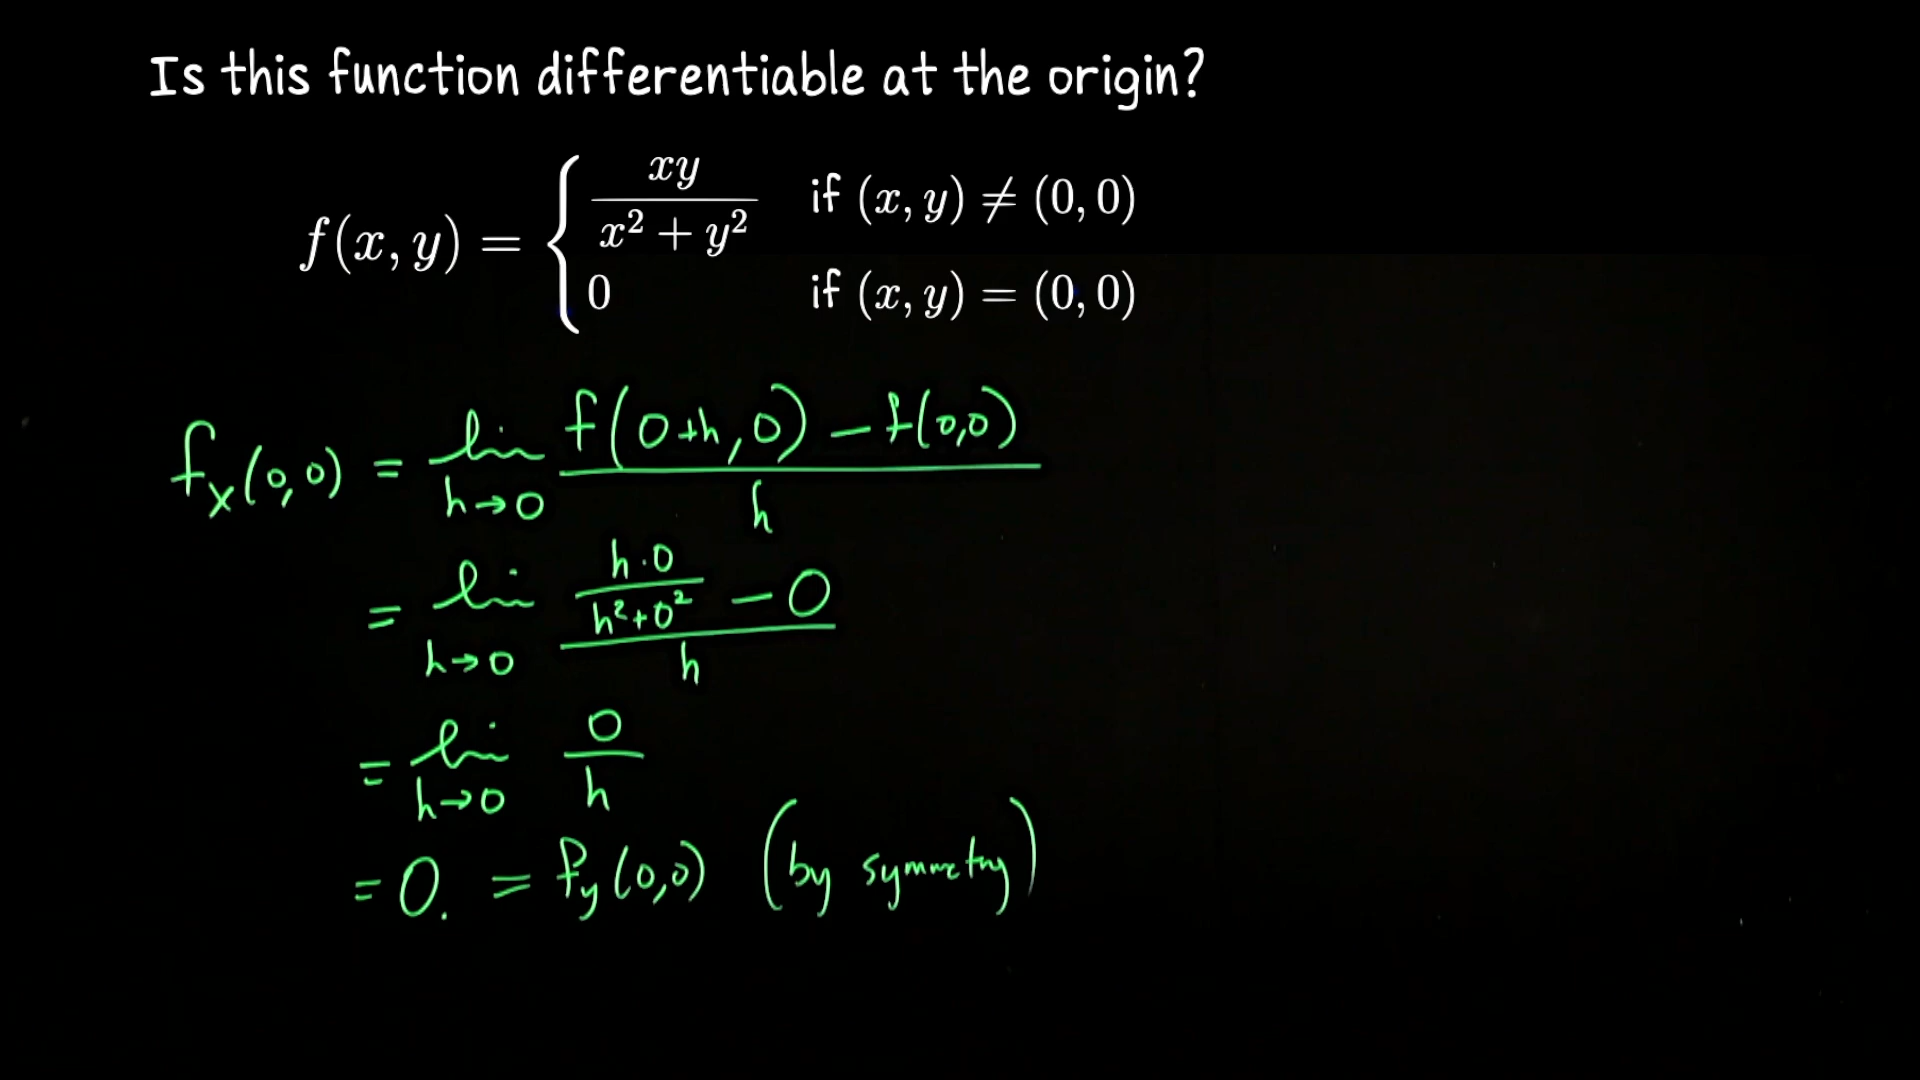 Is this function differentiable at the origin?
f(x, y) = { xy / (x² + y²) if (x, y) ≠ (0, 0)
0 if (x, y) = (0, 0)
fₓ(0,0) = lim h→0 (f(0+h, 0) − f(0,0)) / h
= lim h→0 ((h·0) / (h²+0²) − 0) / h
= lim h→0 0 / h
= 0. = f_y(0,0) (by symmetry)